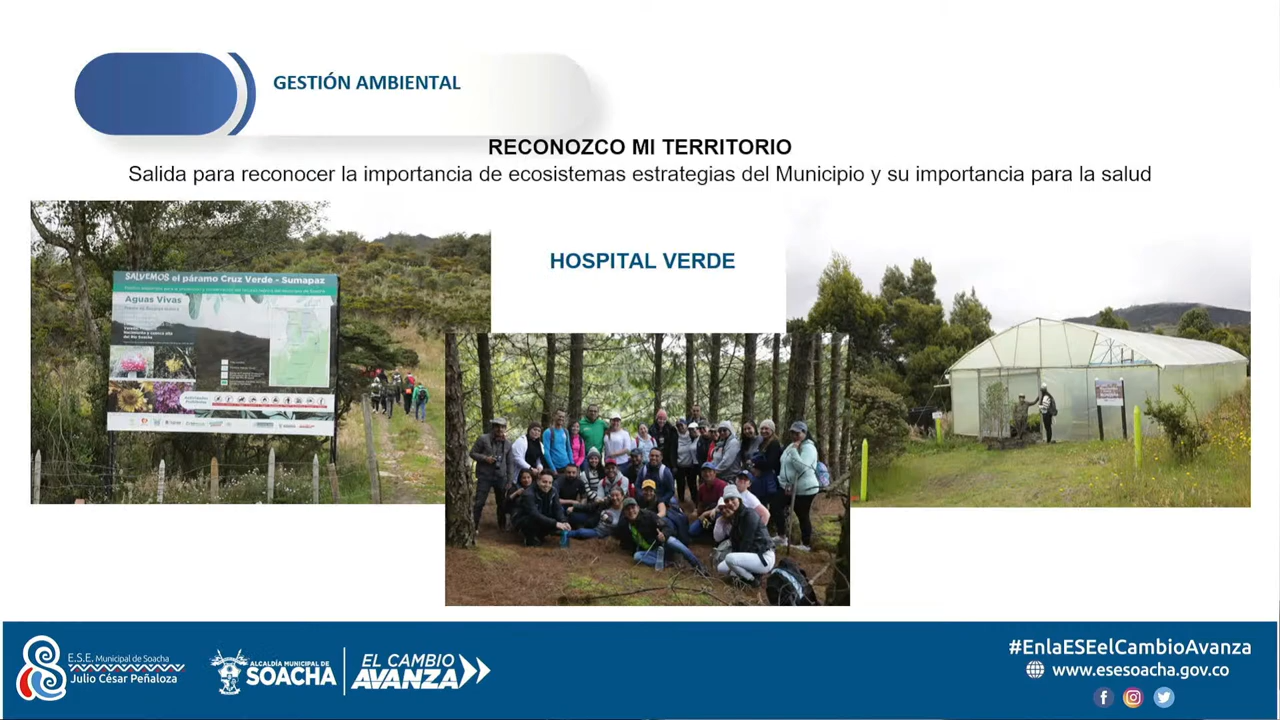 GESTIÓN AMBIENTAL
RECONOZCO MI TERRITORIO
Salida para reconocer la importancia de ecosistemas estrategias del Municipio y su importancia para la salud
HOSPITAL VERDE
SALVEMOS el páramo Cruz Verde - Sumapaz
Aguas Vivas
E.S.E. Municipal de Soacha
Julio César Peñaloza
ALCALDÍA MUNICIPAL DE
SOACHA
EL CAMBIO
AVANZA
#EnlaESEelCambioAvanza
www.esesoacha.gov.co